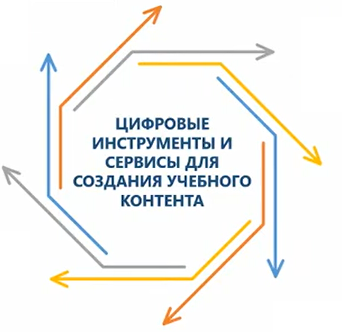 ЦИФРОВЫЕ
ИНСТРУМЕНТЫ И
СЕРВИСЫ ДЛЯ
СОЗДАНИЯ УЧЕБНОГО
КОНТЕНТА